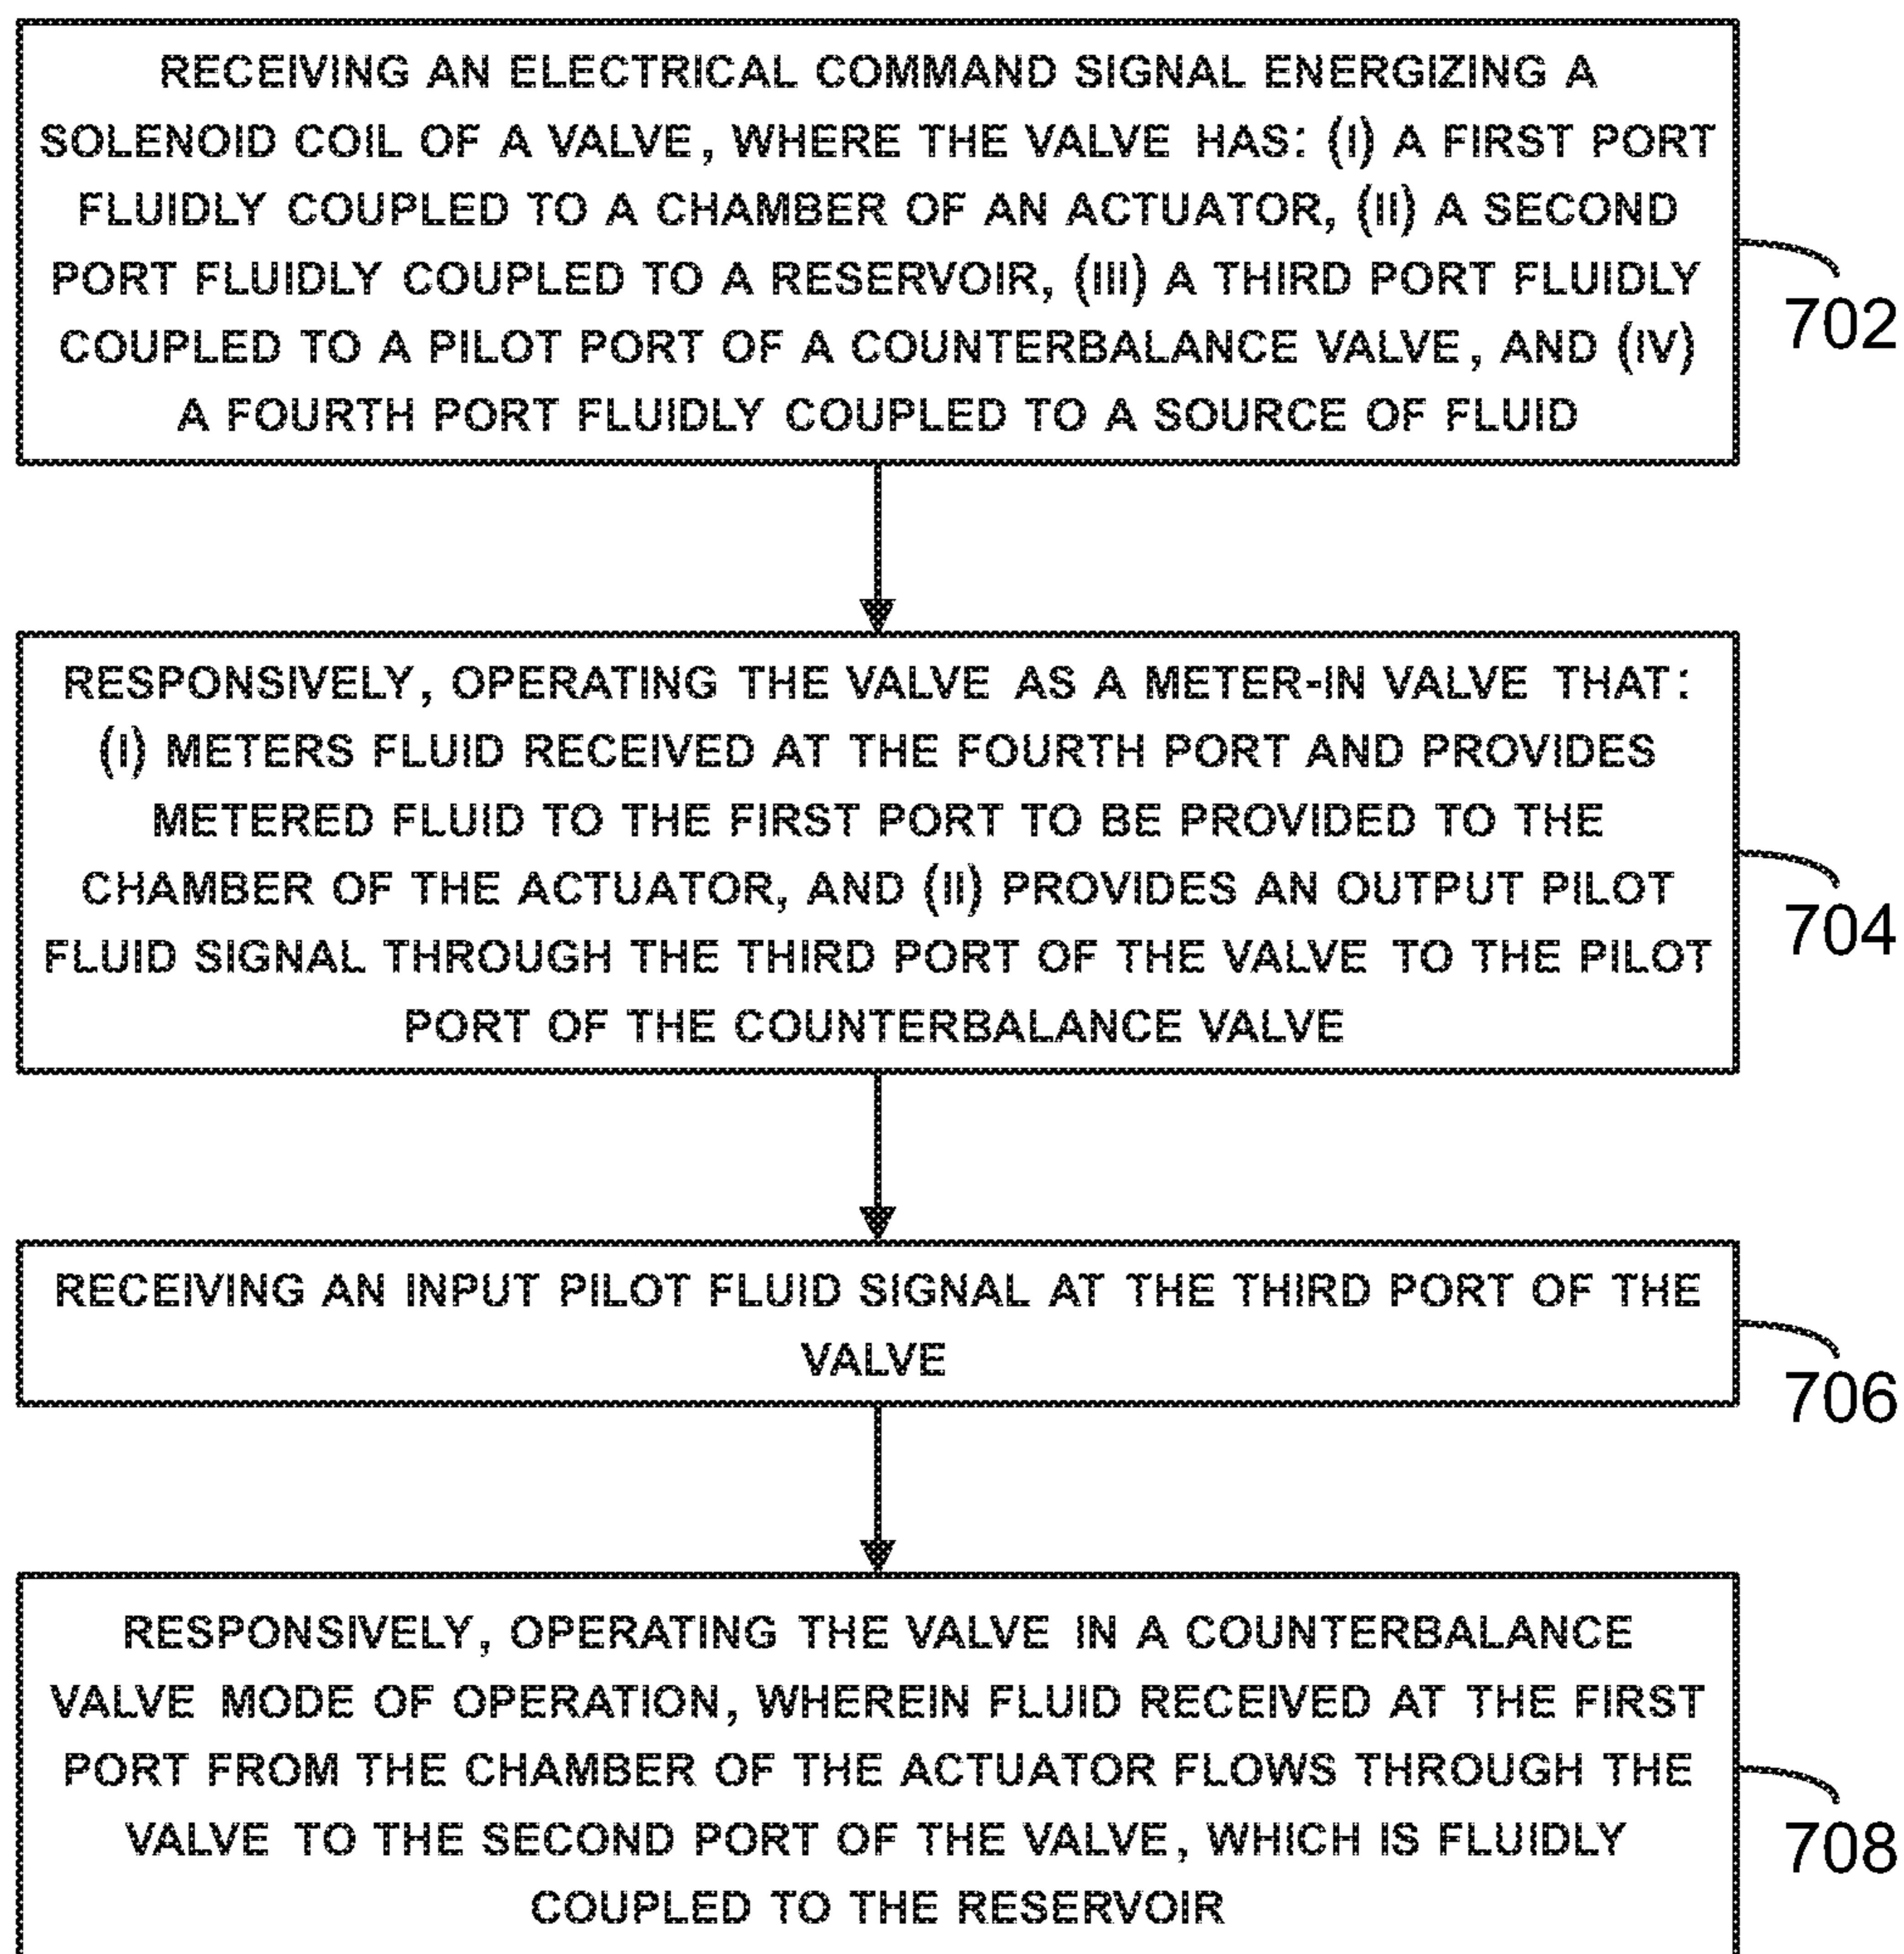 RECEIVING AN ELECTRICAL COMMAND SIGNAL ENERGIZING A
SOLENOID COIL OF A VALVE, WHERE THE VALVE HAS: (I) A FIRST PORT
FLUIDLY COUPLED TO A CHAMBER OF AN ACTUATOR, (II) A SECOND
PORT FLUIDLY COUPLED TO A RESERVOIR, (III) A THIRD PORT FLUIDLY
COUPLED TO A PILOT PORT OF A COUNTERBALANCE VALVE, AND (IV)
A FOURTH PORT FLUIDLY COUPLED TO A SOURCE OF FLUID
702
RESPONSIVELY, OPERATING THE VALVE AS A METER-IN VALVE THAT:
(I) METERS FLUID RECEIVED AT THE FOURTH PORT AND PROVIDES
METERED FLUID TO THE FIRST PORT TO BE PROVIDED TO THE
CHAMBER OF THE ACTUATOR, AND (II) PROVIDES AN OUTPUT PILOT
FLUID SIGNAL THROUGH THE THIRD PORT OF THE VALVE TO THE PILOT
PORT OF THE COUNTERBALANCE VALVE
704
RECEIVING AN INPUT PILOT FLUID SIGNAL AT THE THIRD PORT OF THE
VALVE
706
RESPONSIVELY, OPERATING THE VALVE IN A COUNTERBALANCE
VALVE MODE OF OPERATION, WHEREIN FLUID RECEIVED AT THE FIRST
PORT FROM THE CHAMBER OF THE ACTUATOR FLOWS THROUGH THE
VALVE TO THE SECOND PORT OF THE VALVE, WHICH IS FLUIDLY
COUPLED TO THE RESERVOIR
708